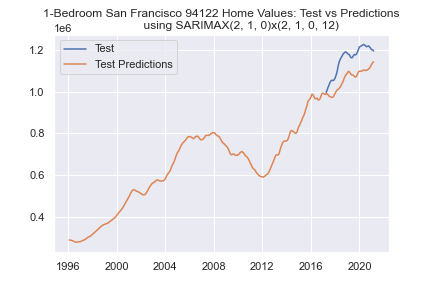 1-Bedroom San Francisco 94122 Home Values: Test vs Predictions
using SARIMAX(2, 1, 0)x(2, 1, 0, 12)
1e6
Test
Test Predictions
1.2
1.0
0.8
0.6
0.4
1996 2000 2004 2008 2012 2016 2020